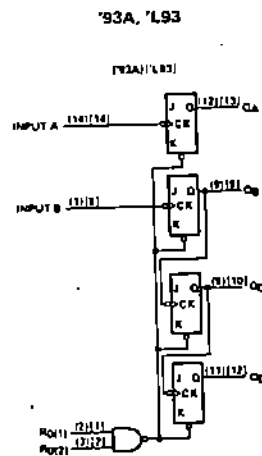 '93A, 'L93
['93A] ['L93]
J Q (12) [13] QA
INPUT A (14) [14] CK
K
J Q (9) [9] QB
INPUT B (1) [8] CK
K
J Q (8) [10] QC
CK
K
J Q (11) [12] QD
CK
K
R0(1) (2) [1]
R0(2) (3) [2]